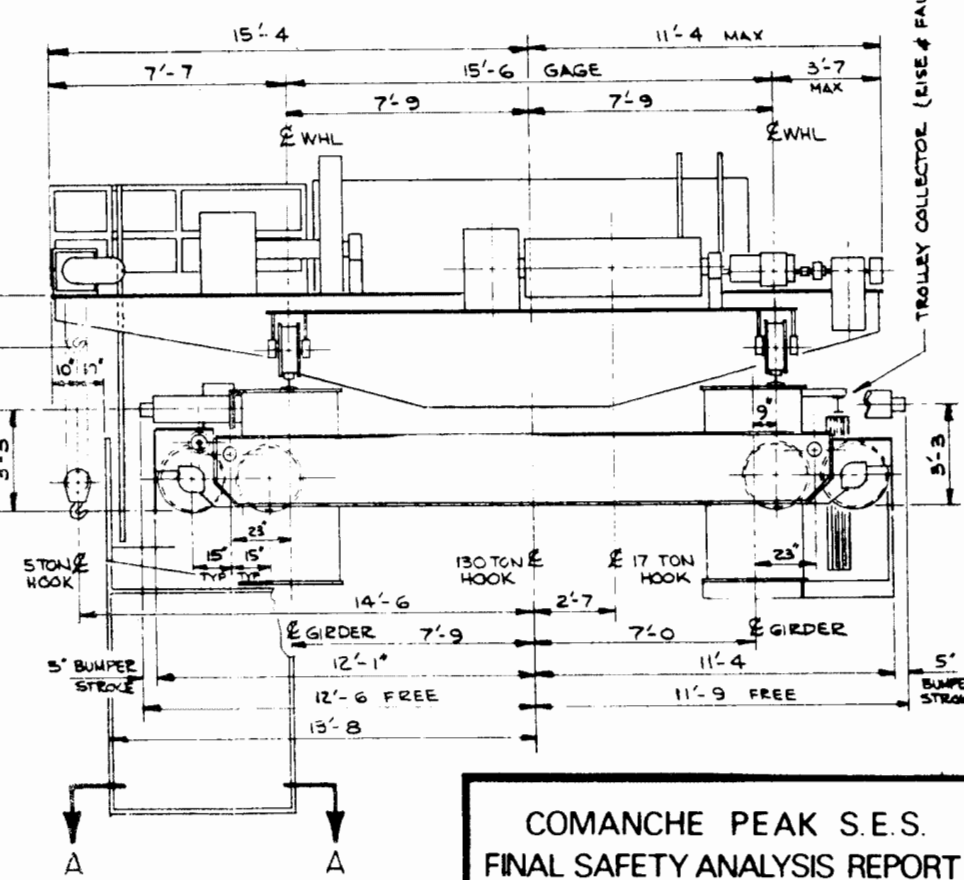 15'-4
11'-4 MAX
7'-7
15'-6 GAGE
3'-7
MAX
7'-9
7'-9
℄ WHL
℄ WHL
TROLLEY COLLECTOR (RISE &
10"
17"
9"
3'-3
3'-3
23"
15"
TYP
15"
TYP
23"
5 TON ℄
HOOK
130 TON ℄
HOOK
℄ 17 TON
HOOK
14'-6
2'-7
℄ GIRDER
7'-9
7'-0
℄ GIRDER
5" BUMPER
STROKE
12'-1"
11'-4
5"
12'-6 FREE
11'-9 FREE
13'-8
A
A
COMANCHE PEAK S.E.S.
FINAL SAFETY ANALYSIS REPORT